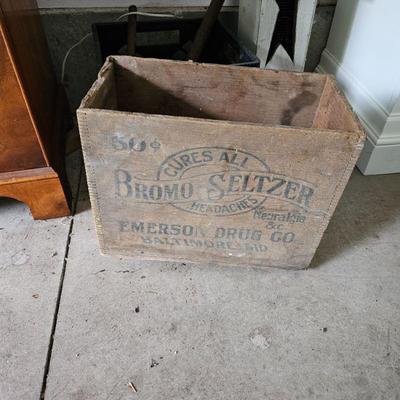 50¢
CURES ALL
BROMO-SELTZER
HEADACHES
Neuralgia
&c
EMERSON DRUG CO.
BALTIMORE, MD